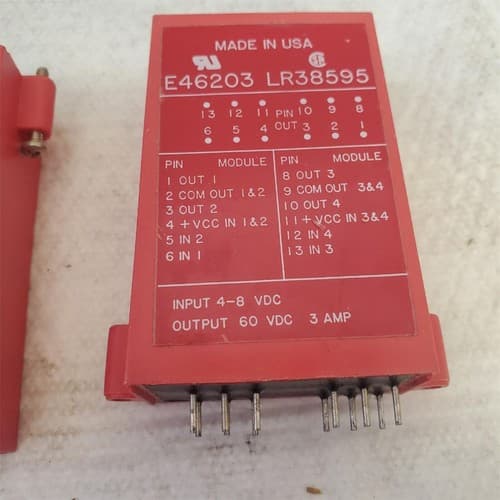 MADE IN USA
E46203 LR38595
13 12 11 PIN 10 9 8
6 5 4 OUT 3 2 1
PIN MODULE
1 OUT 1
2 COM OUT 1&2
3 OUT 2
4 +VCC IN 1&2
5 IN 2
6 IN 1
PIN MODULE
8 OUT 3
9 COM OUT 3&4
10 OUT 4
11 +VCC IN 3&4
12 IN 4
13 IN 3
INPUT 4-8 VDC
OUTPUT 60 VDC 3 AMP